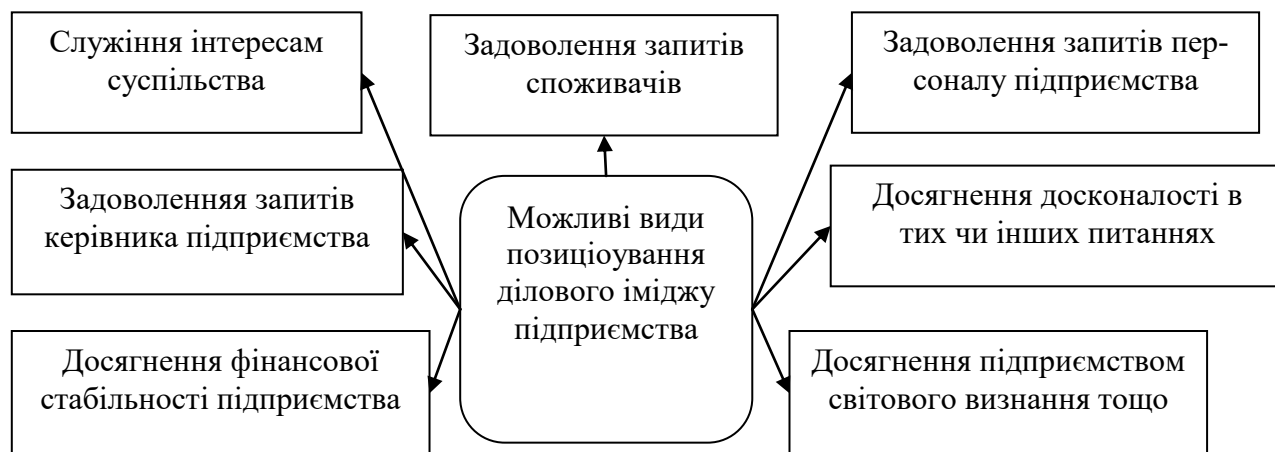 Служіння інтересам
суспільства
Задоволення запитів
споживачів
Задоволення запитів пер-
соналу підприємства
Задоволенняя запитів
керівника підприємства
Можливі види
позиціоування
ділового іміджу
підприємства
Досягнення досконалості в
тих чи інших питаннях
Досягнення фінансової
стабільності підприємства
Досягнення підприємством
світового визнання тощо